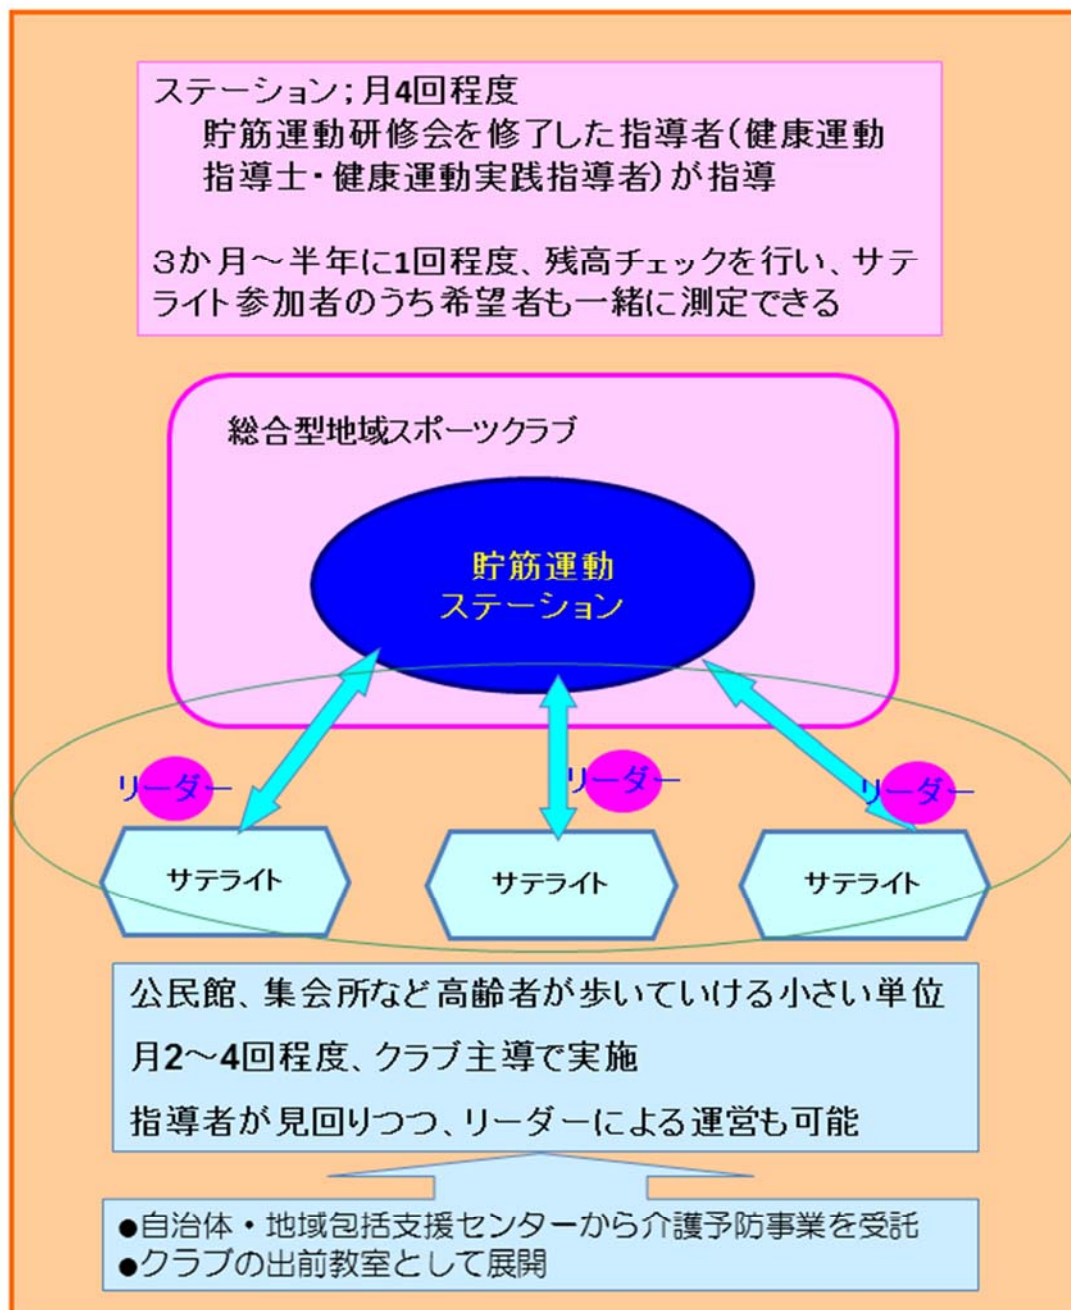 ステーション；月4回程度
貯筋運動研修会を修了した指導者（健康運動
指導士・健康運動実践指導者）が指導
３か月～半年に1回程度、残高チェックを行い、サテ
ライト参加者のうち希望者も一緒に測定できる
総合型地域スポーツクラブ
貯筋運動
ステーション
リーダー
リーダー
リーダー
サテライト
サテライト
サテライト
公民館、集会所など高齢者が歩いていける小さい単位
月2～4回程度、クラブ主導で実施
指導者が見回りつつ、リーダーによる運営も可能
●自治体・地域包括支援センターから介護予防事業を受託
●クラブの出前教室として展開